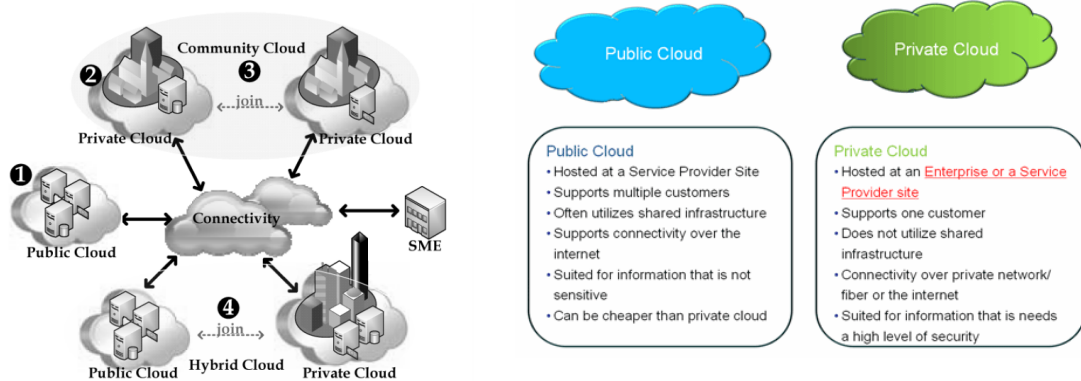 Community Cloud
❷
❸
join
Private Cloud
Private Cloud
❶
Connectivity
Public Cloud
SME
❹
join
Hybrid Cloud
Public Cloud
Private Cloud
Public Cloud
Private Cloud
Public Cloud
• Hosted at a Service Provider Site
• Supports multiple customers
• Often utilizes shared infrastructure
• Supports connectivity over the
internet
• Suited for information that is not
sensitive
• Can be cheaper than private cloud
Private Cloud
• Hosted at an Enterprise or a Service
Provider site
• Supports one customer
• Does not utilize shared
infrastructure
• Connectivity over private network/
fiber or the internet
• Suited for information that is needs
a high level of security